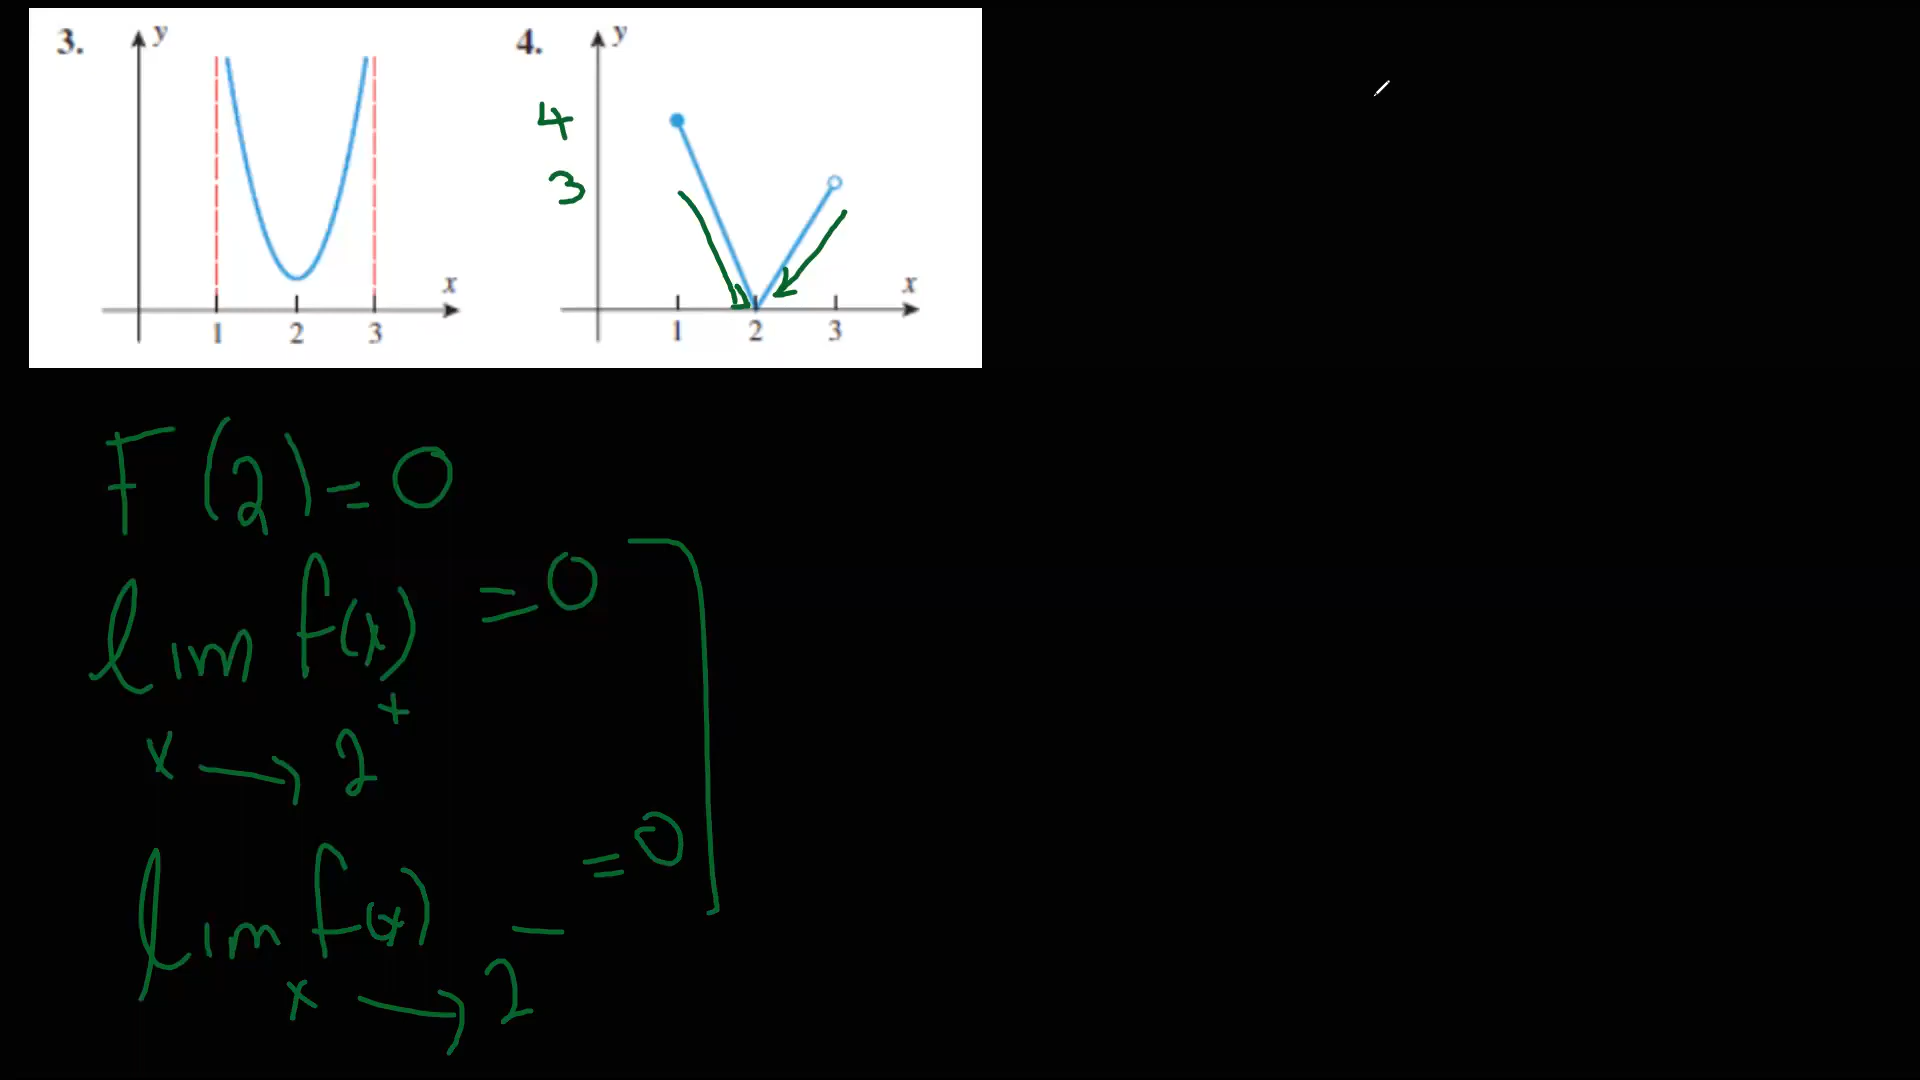 3. y 4. y
4
3
x x
1 2 3 1 2 3
F(2)=0
lim f(x) =0
x → 2⁺
lim f(x) =0
x → 2⁻